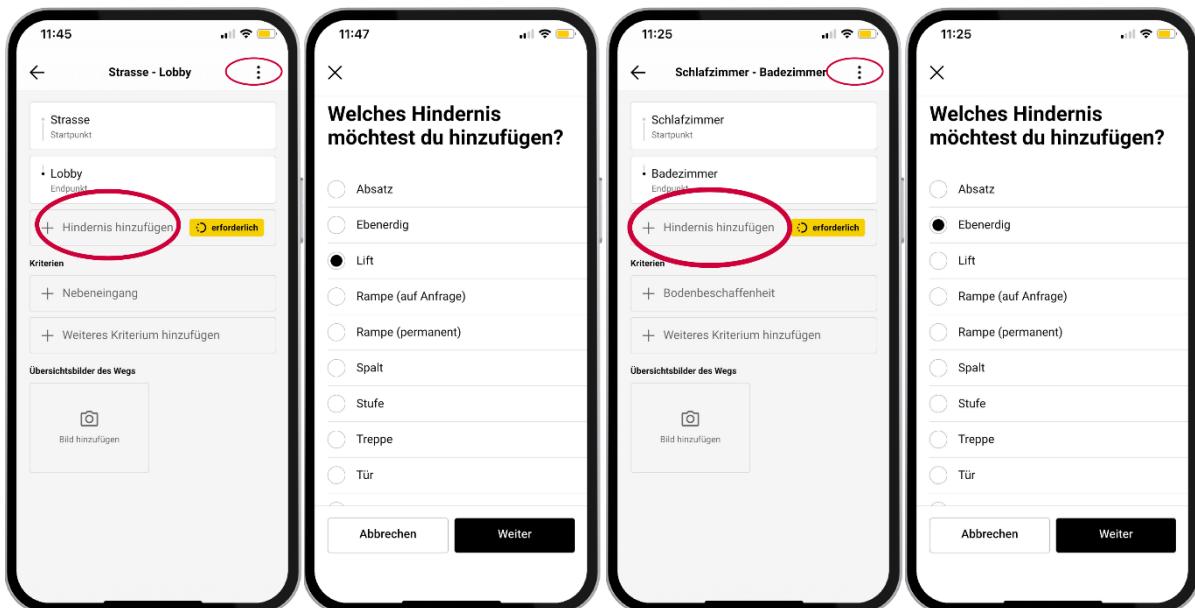 11:45
Strasse - Lobby
Strasse
Startpunkt
Lobby
Endpunkt
Hindernis hinzufügen
erforderlich
Kriterien
Nebeneingang
Weiteres Kriterium hinzufügen
Übersichtsbilder des Wegs
Bild hinzufügen
11:47
Welches Hindernis
möchtest du hinzufügen?
Absatz
Ebenerdig
Lift
Rampe (auf Anfrage)
Rampe (permanent)
Spalt
Stufe
Treppe
Tür
Abbrechen
Weiter
11:25
Schlafzimmer - Badezimmer
Schlafzimmer
Startpunkt
Badezimmer
Endpunkt
Hindernis hinzufügen
erforderlich
Kriterien
Bodenbeschaffenheit
Weiteres Kriterium hinzufügen
Übersichtsbilder des Wegs
Bild hinzufügen
11:25
Welches Hindernis
möchtest du hinzufügen?
Absatz
Ebenerdig
Lift
Rampe (auf Anfrage)
Rampe (permanent)
Spalt
Stufe
Treppe
Tür
Abbrechen
Weiter